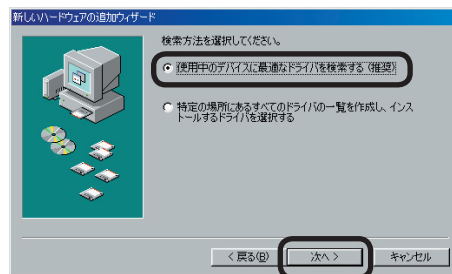 新しいハードウェアの追加ウィザード
検索方法を選択してください。
使用中のデバイスに最適なドライバを検索する（推奨）
特定の場所にあるすべてのドライバの一覧を作成し、インス
トールするドライバを選択する
< 戻る(B)　次へ >　キャンセル